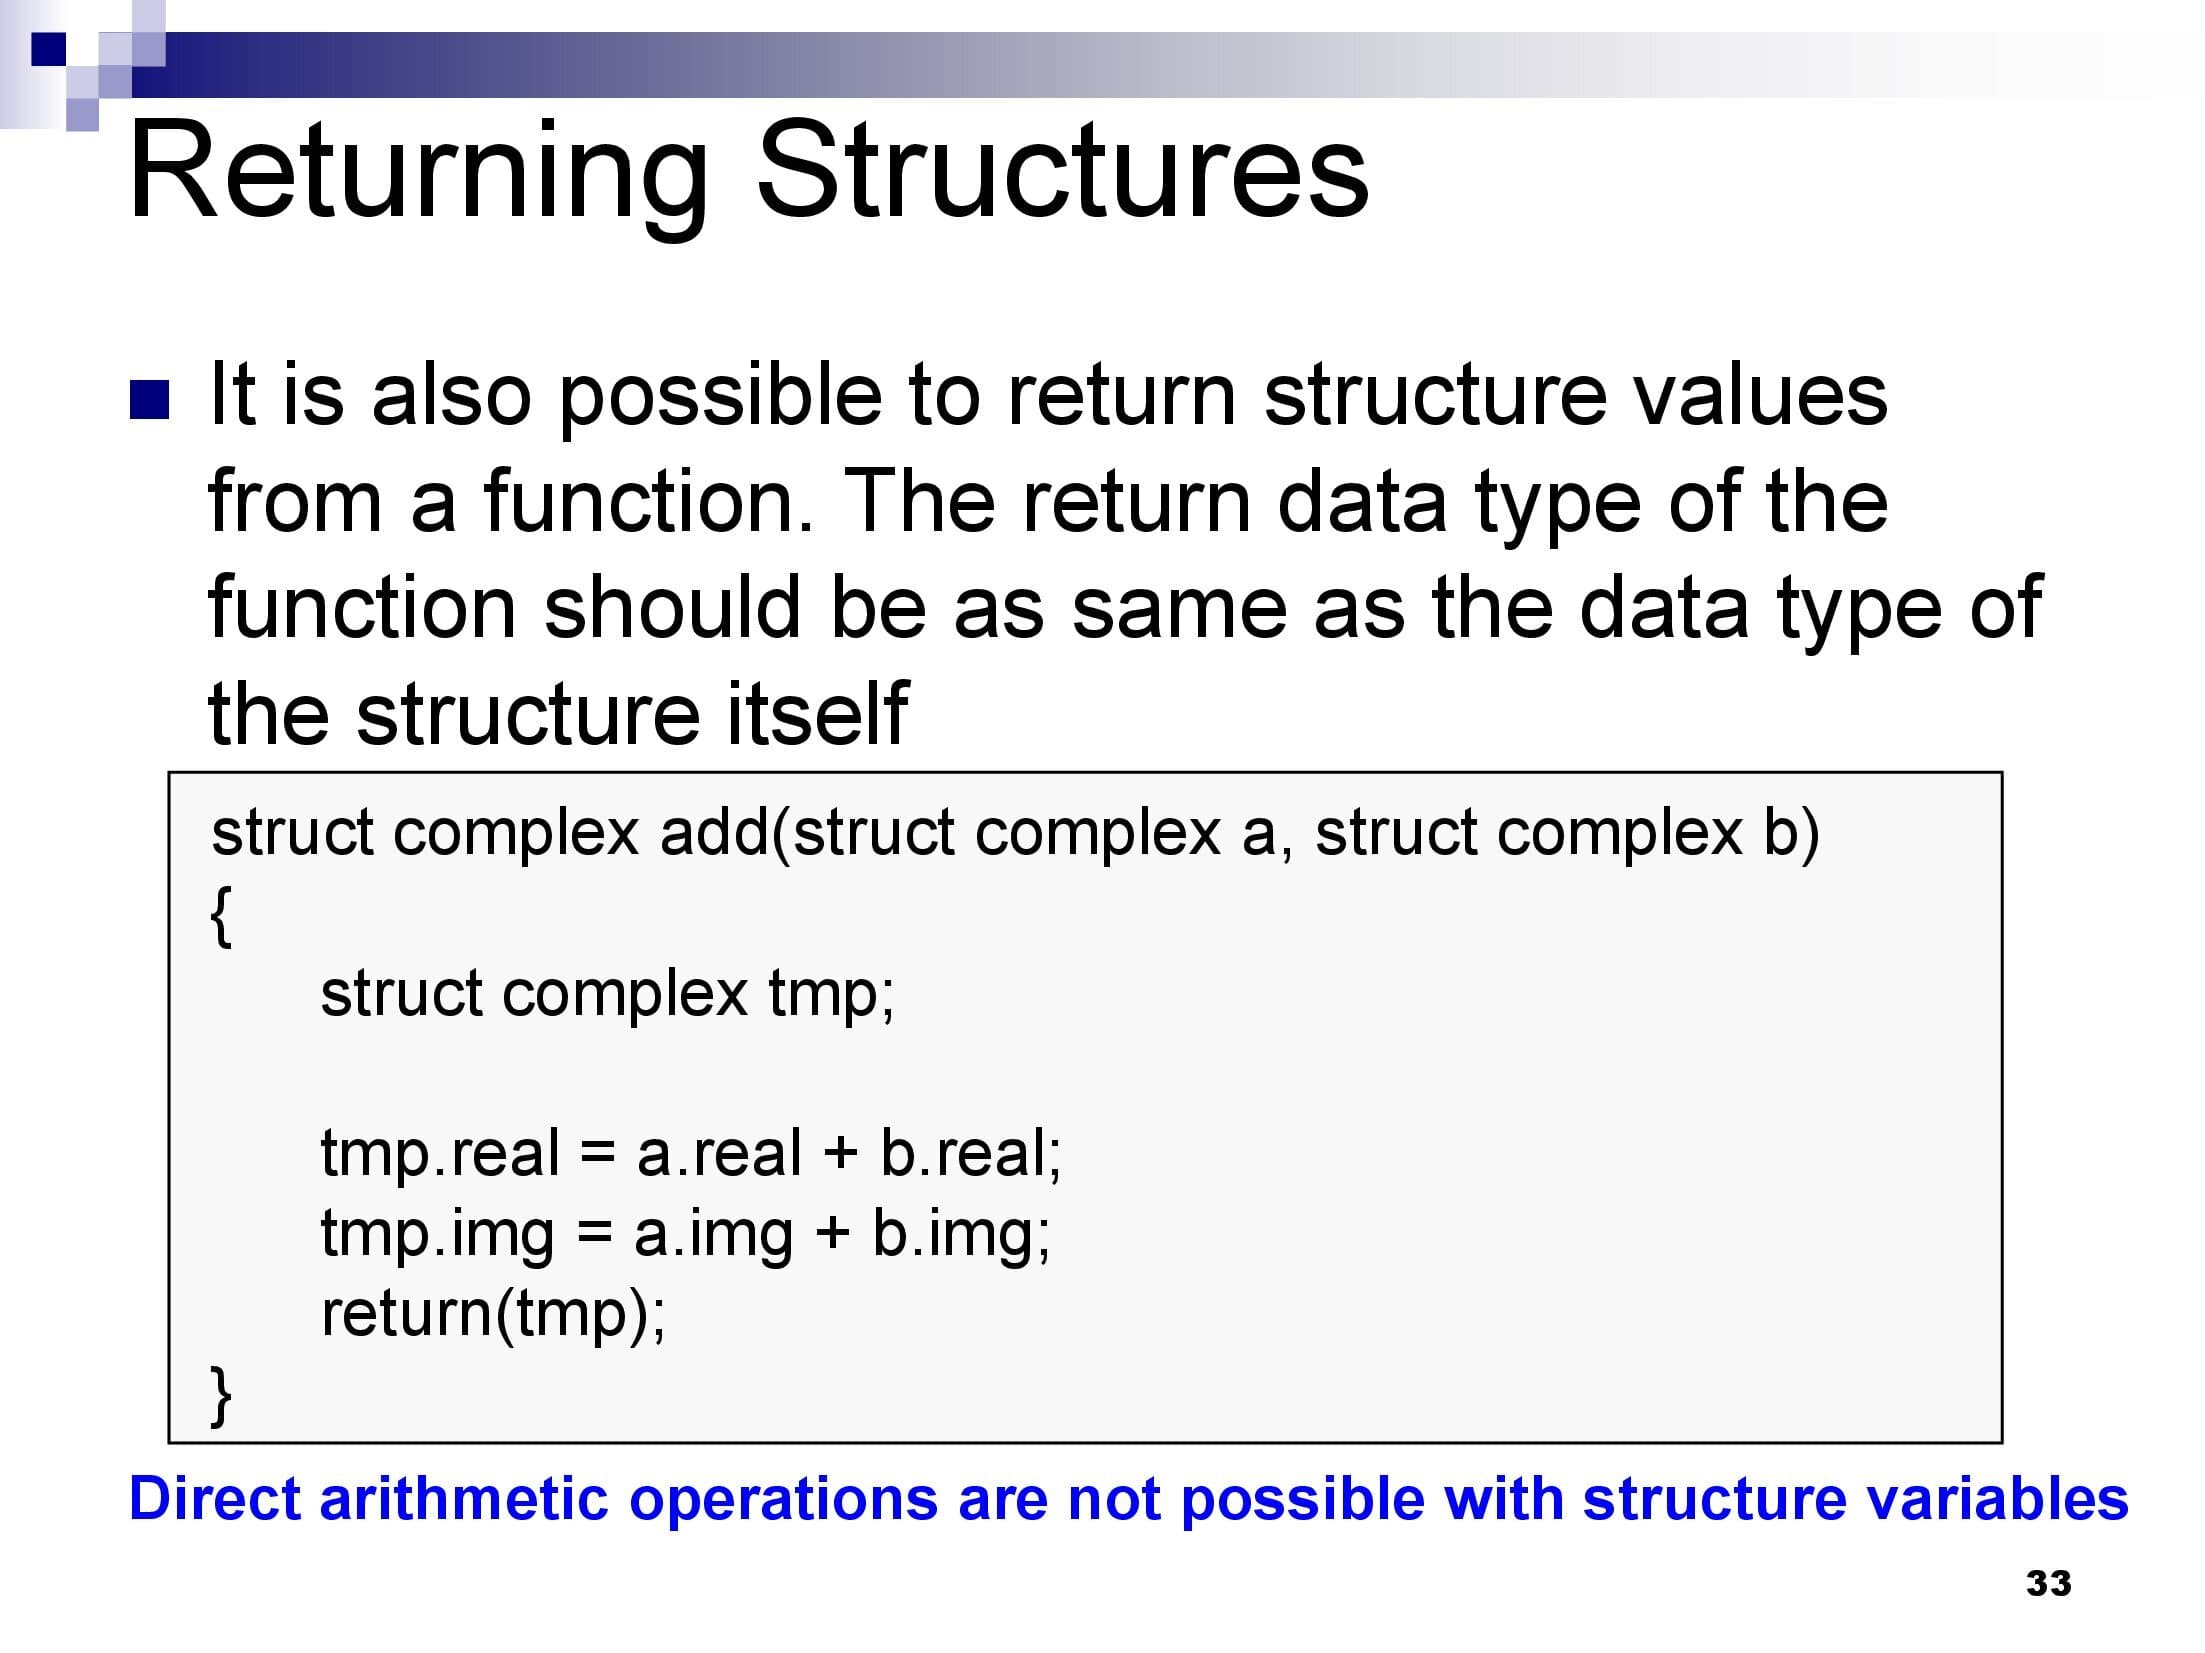 Returning Structures
It is also possible to return structure values
from a function. The return data type of the
function should be as same as the data type of
the structure itself
struct complex add(struct complex a, struct complex b)
{
struct complex tmp;
tmp.real = a.real + b.real;
tmp.img = a.img + b.img;
return(tmp);
}
Direct arithmetic operations are not possible with structure variables
33